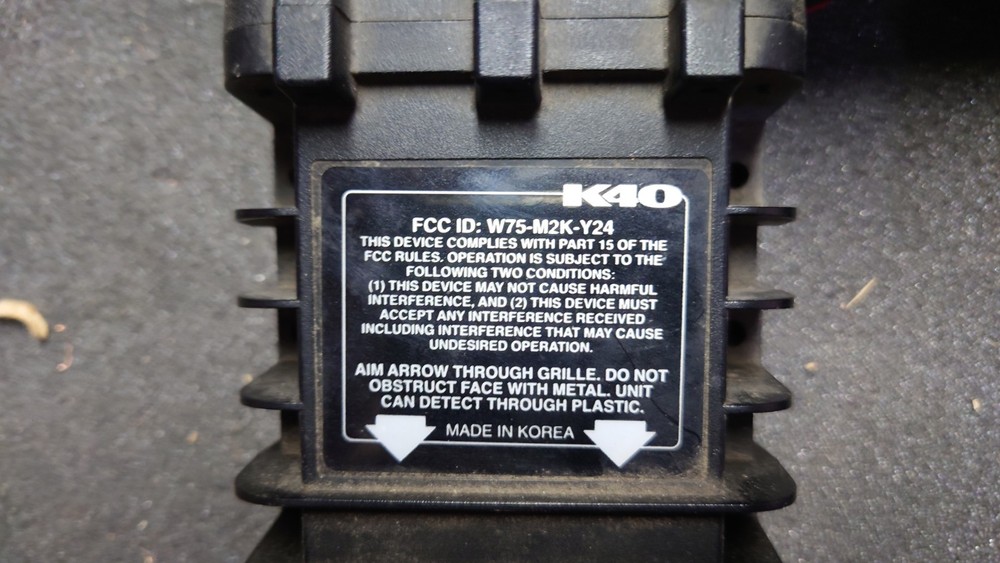 K40
FCC ID: W75-M2K-Y24
THIS DEVICE COMPLIES WITH PART 15 OF THE
FCC RULES. OPERATION IS SUBJECT TO THE
FOLLOWING TWO CONDITIONS:
(1) THIS DEVICE MAY NOT CAUSE HARMFUL
INTERFERENCE, AND (2) THIS DEVICE MUST
ACCEPT ANY INTERFERENCE RECEIVED
INCLUDING INTERFERENCE THAT MAY CAUSE
UNDESIRED OPERATION.
AIM ARROW THROUGH GRILLE. DO NOT
OBSTRUCT FACE WITH METAL. UNIT
CAN DETECT THROUGH PLASTIC.
MADE IN KOREA